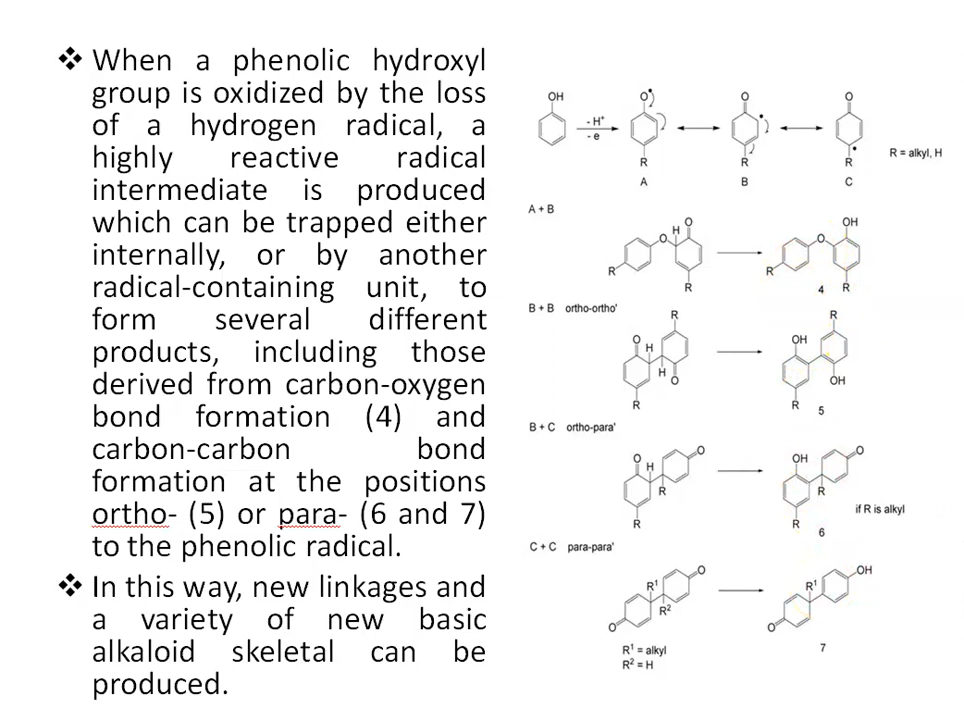 ❖ When a phenolic hydroxyl
group is oxidized by the loss
of a hydrogen radical, a
highly reactive radical
intermediate is produced
which can be trapped either
internally, or by another
radical-containing unit, to
form several different
products, including those
derived from carbon-oxygen
bond formation (4) and
carbon-carbon bond
formation at the positions
ortho- (5) or para- (6 and 7)
to the phenolic radical.
❖ In this way, new linkages and
a variety of new basic
alkaloid skeletal can be
produced.
OH O• O O
- H⁺
- e
R R R
R = alkyl, H
A B C
A + B
O H O OH O
R R R R
4
B + B ortho-ortho'
R R
O H OH
H O OH
R R
5
B + C ortho-para'
O H O OH O
R R
if R is alkyl
R R
6
C + C para-para'
R¹ O R¹ OH
O R² O
R¹ = alkyl
R² = H
7